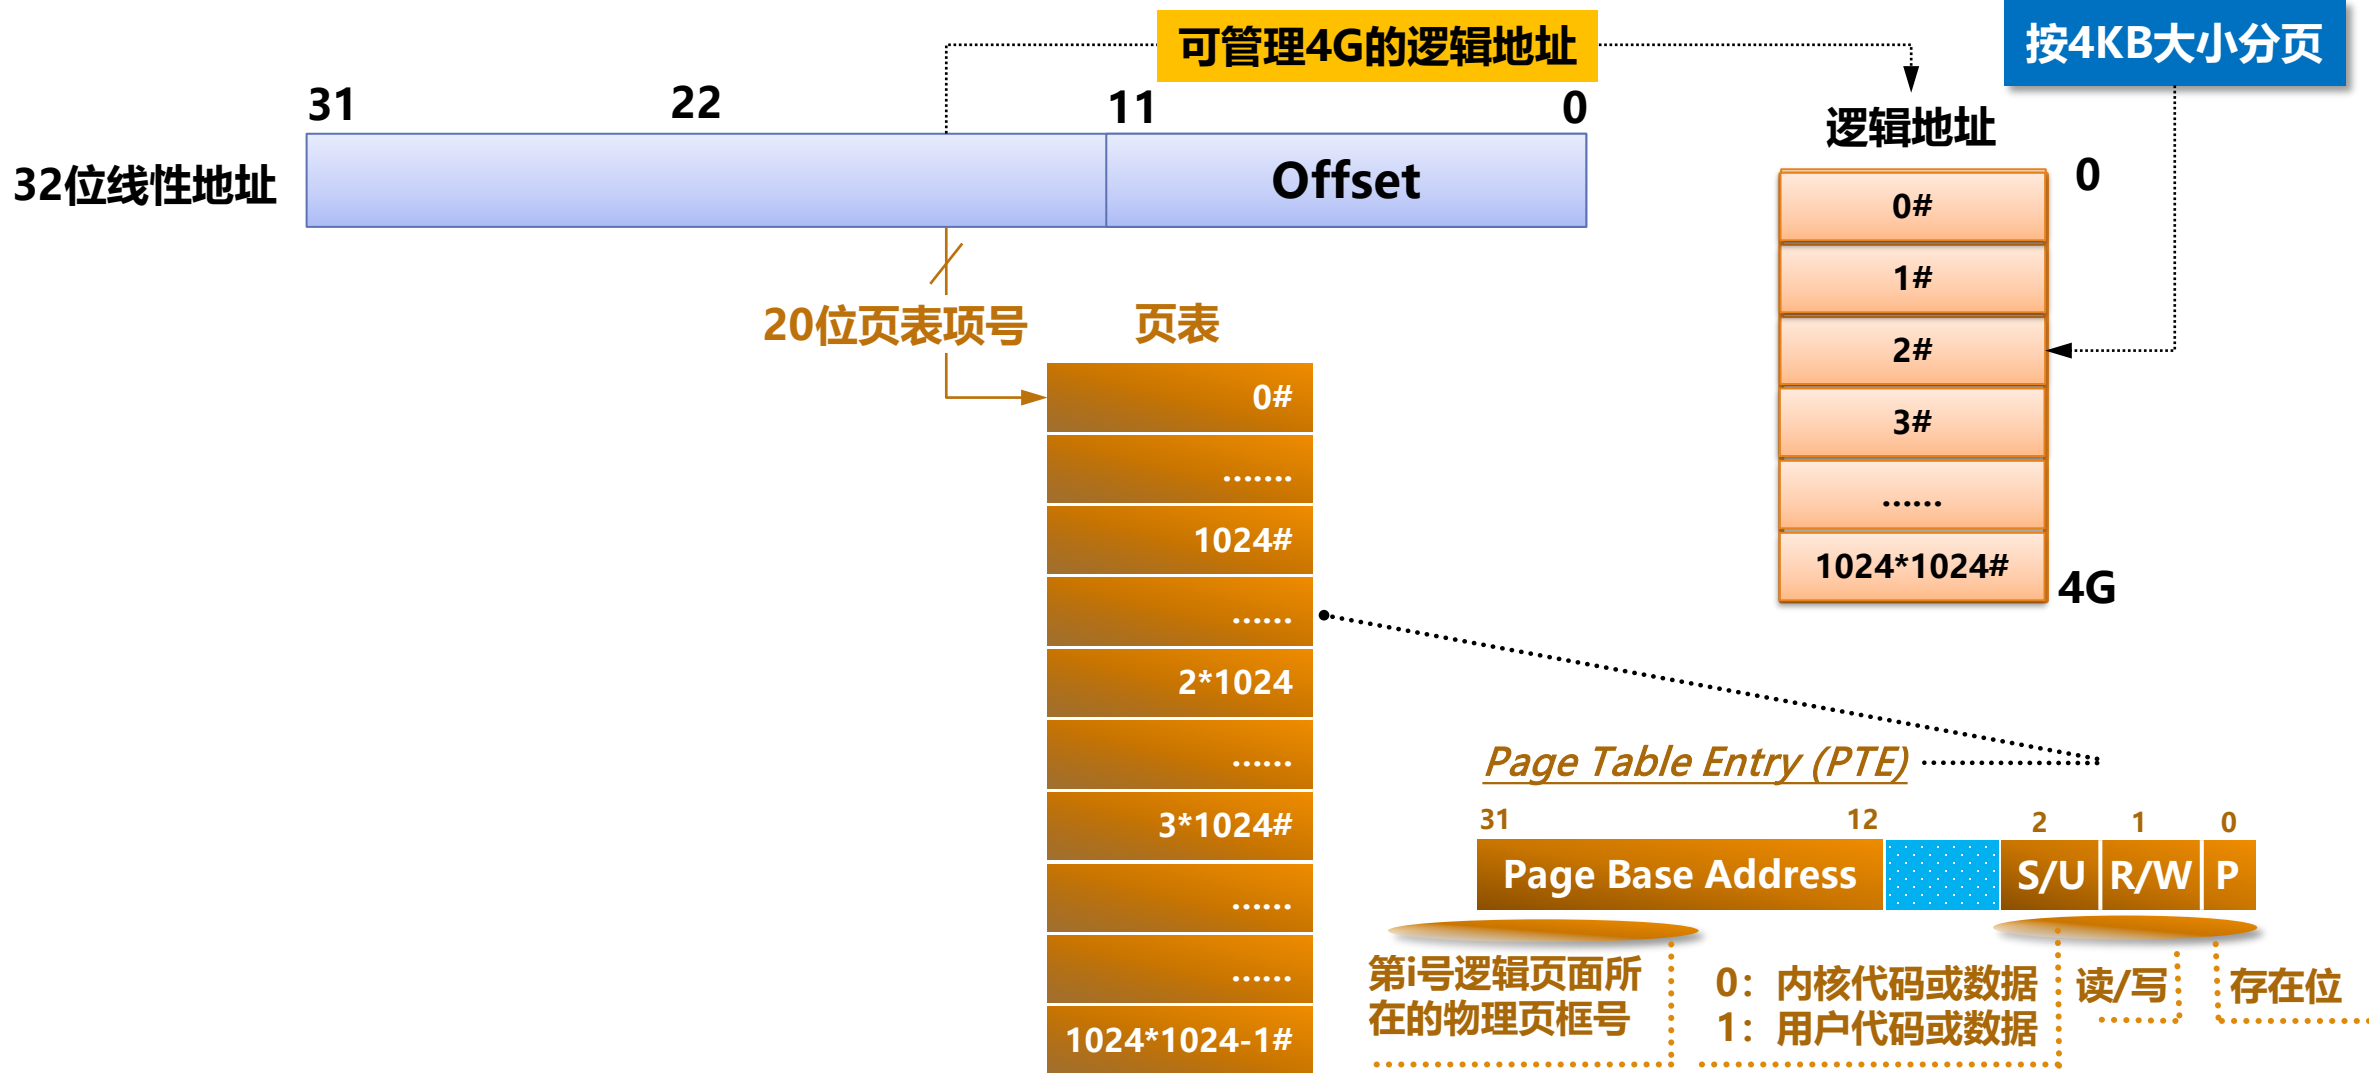 可管理4G的逻辑地址
按4KB大小分页
31 22 11 0
32位线性地址
Offset
逻辑地址
0
0#
1#
2#
3#
......
1024*1024#
4G
20位页表项号
页表
0#
.......
1024#
......
2*1024
......
3*1024#
......
......
1024*1024-1#
Page Table Entry (PTE)
31 12 2 1 0
Page Base Address S/U R/W P
第i号逻辑页面所
在的物理页框号
0：内核代码或数据
1：用户代码或数据
读/写
存在位